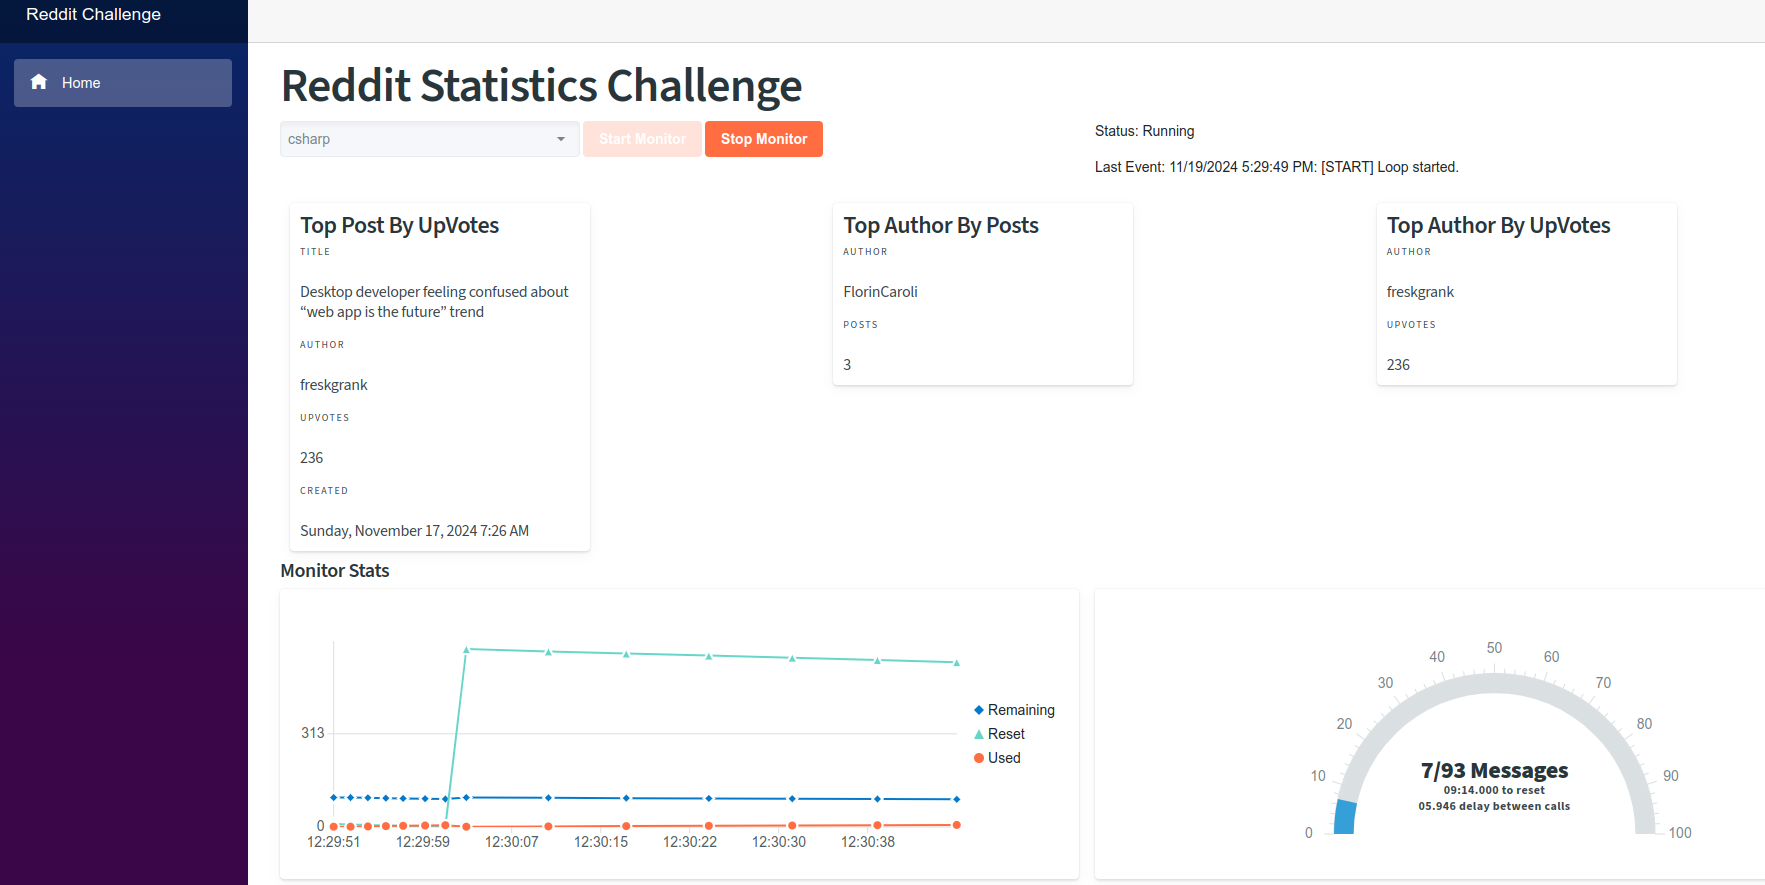 Reddit Challenge
Home
Reddit Statistics Challenge
csharp
Start Monitor
Stop Monitor
Status: Running
Last Event: 11/19/2024 5:29:49 PM: [START] Loop started.
Top Post By UpVotes
TITLE
Desktop developer feeling confused about
“web app is the future” trend
AUTHOR
freskgrank
UPVOTES
236
CREATED
Sunday, November 17, 2024 7:26 AM
Top Author By Posts
AUTHOR
FlorinCaroli
POSTS
3
Top Author By UpVotes
AUTHOR
freskgrank
UPVOTES
236
Monitor Stats
313
0
12:29:51 12:29:59 12:30:07 12:30:15 12:30:22 12:30:30 12:30:38
Remaining
Reset
Used
0
10
20
30
40
50
60
70
80
90
100
7/93 Messages
09:14.000 to reset
05.946 delay between calls